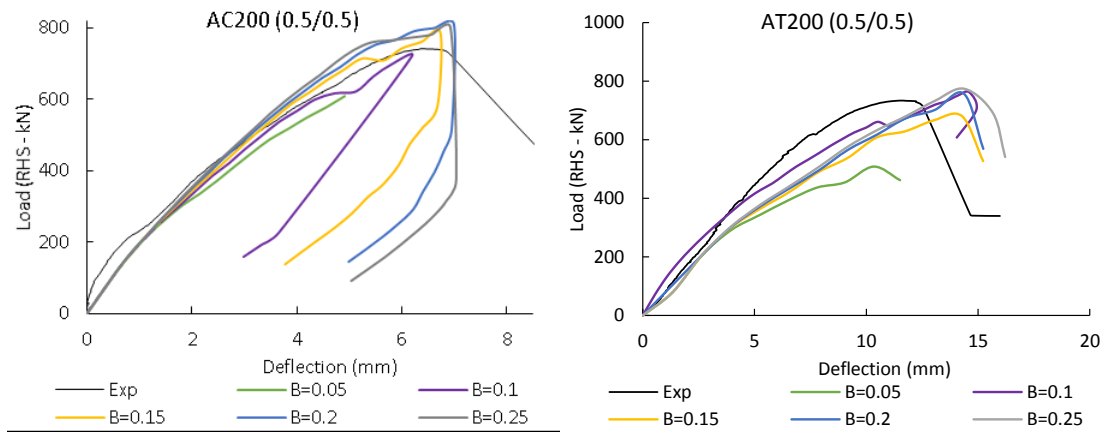 AC200 (0.5/0.5)
800
600
400
200
0
0
2
4
6
8
Load (RHS - kN)
Deflection (mm)
Exp
B=0.05
B=0.1
B=0.15
B=0.2
B=0.25
AT200 (0.5/0.5)
1000
800
600
400
200
0
0
5
10
15
20
Load (RHS - kN)
Deflection (mm)
Exp
B=0.05
B=0.1
B=0.15
B=0.2
B=0.25